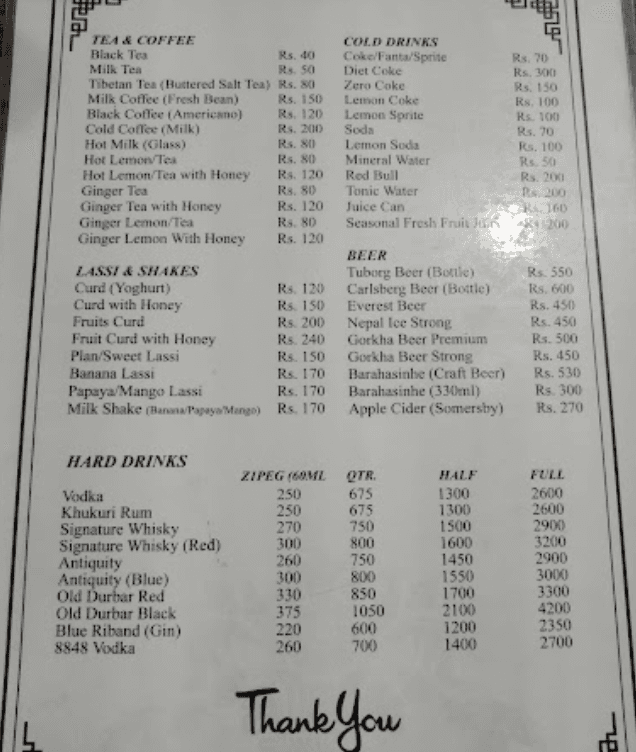 TEA & COFFEE
Black Tea Rs. 40
Milk Tea Rs. 50
Tibetan Tea (Buttered Salt Tea) Rs. 80
Milk Coffee (Fresh Bean) Rs. 150
Black Coffee (Americano) Rs. 120
Cold Coffee (Milk) Rs. 200
Hot Milk (Glass) Rs. 80
Hot Lemon/Tea Rs. 80
Hot Lemon/Tea with Honey Rs. 120
Ginger Tea Rs. 80
Ginger Tea with Honey Rs. 120
Ginger Lemon/Tea Rs. 80
Ginger Lemon With Honey Rs. 120
LASSI & SHAKES
Curd (Yoghurt) Rs. 120
Curd with Honey Rs. 150
Fruits Curd Rs. 200
Fruit Curd with Honey Rs. 240
Plan/Sweet Lassi Rs. 150
Banana Lassi Rs. 170
Papaya/Mango Lassi Rs. 170
Milk Shake (Banana/Papaya/Mango) Rs. 170
COLD DRINKS
Coke/Fanta/Sprite Rs. 70
Diet Coke Rs. 300
Zero Coke Rs. 150
Lemon Coke Rs. 100
Lemon Sprite Rs. 100
Soda Rs. 70
Lemon Soda Rs. 100
Mineral Water Rs. 50
Red Bull Rs. 200
Tonic Water Rs. 200
Juice Can Rs. 160
Seasonal Fresh Fruit Rs. 200
BEER
Tuborg Beer (Bottle) Rs. 550
Carlsberg Beer (Bottle) Rs. 600
Everest Beer Rs. 450
Nepal Ice Strong Rs. 450
Gorkha Beer Premium Rs. 500
Gorkha Beer Strong Rs. 450
Barahasinhe (Craft Beer) Rs. 530
Barahasinhe (330ml) Rs. 300
Apple Cider (Somersby) Rs. 270
HARD DRINKS
Z1PEG (60ML QTR. HALF FULL
Vodka 250 675 1300 2600
Khukuri Rum 250 675 1300 2600
Signature Whisky 270 750 1500 2900
Signature Whisky (Red) 300 800 1600 3200
Antiquity 260 750 1450 2900
Antiquity (Blue) 300 800 1550 3000
Old Durbar Red 330 850 1700 3300
Old Durbar Black 375 1050 2100 4200
Blue Riband (Gin) 220 600 1200 2350
8848 Vodka 260 700 1400 2700
Thank You